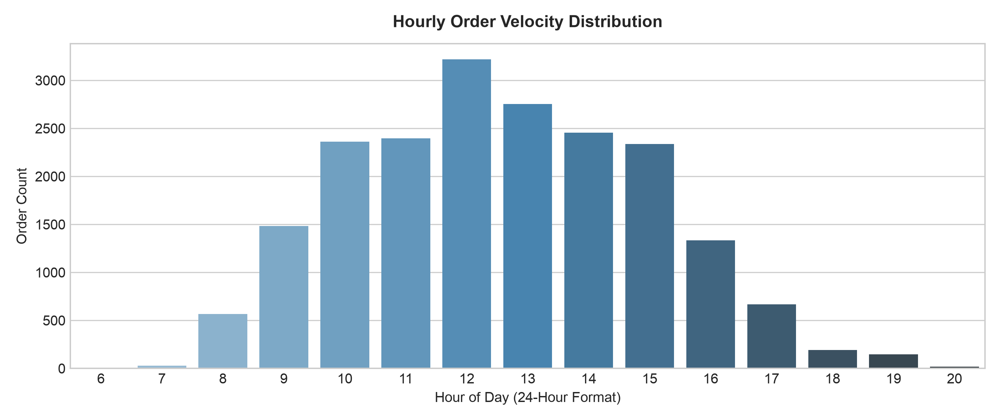 Hourly Order Velocity Distribution
Order Count
3000
2500
2000
1500
1000
500
0
6 7 8 9 10 11 12 13 14 15 16 17 18 19 20
Hour of Day (24-Hour Format)